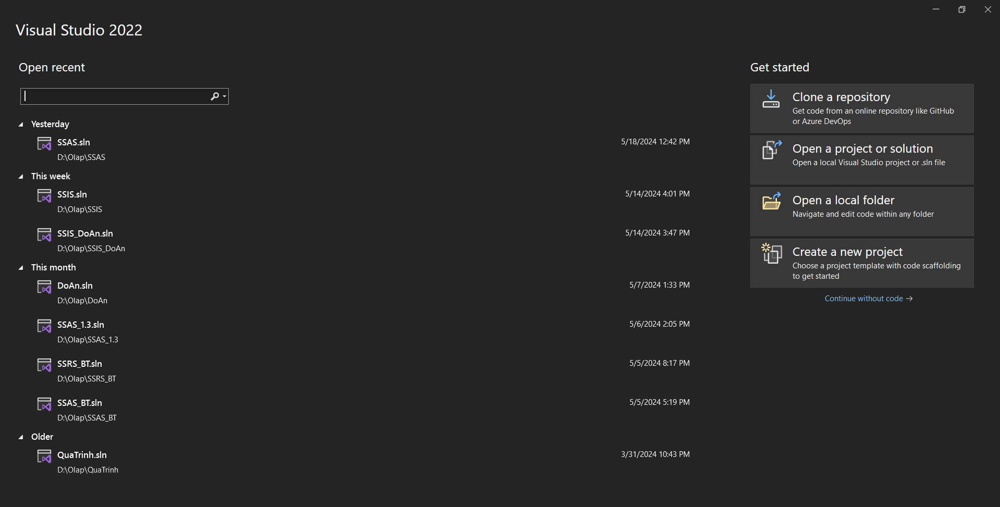 Visual Studio 2022
Open recent
Yesterday
SSAS.sln
5/18/2024 12:42 PM
D:\Olap\SSAS
This week
SSIS.sln
5/14/2024 4:01 PM
D:\Olap\SSIS
SSIS_DoAn.sln
5/14/2024 3:47 PM
D:\Olap\SSIS_DoAn
This month
DoAn.sln
5/7/2024 1:33 PM
D:\Olap\DoAn
SSAS_1.3.sln
5/6/2024 2:05 PM
D:\Olap\SSAS_1.3
SSRS_BT.sln
5/5/2024 8:17 PM
D:\Olap\SSRS_BT
SSAS_BT.sln
5/5/2024 5:19 PM
D:\Olap\SSAS_BT
Older
QuaTrinh.sln
3/31/2024 10:43 PM
D:\Olap\QuaTrinh
Get started
Clone a repository
Get code from an online repository like GitHub
or Azure DevOps
Open a project or solution
Open a local Visual Studio project or .sln file
Open a local folder
Navigate and edit code within any folder
Create a new project
Choose a project template with code scaffolding
to get started
Continue without code →